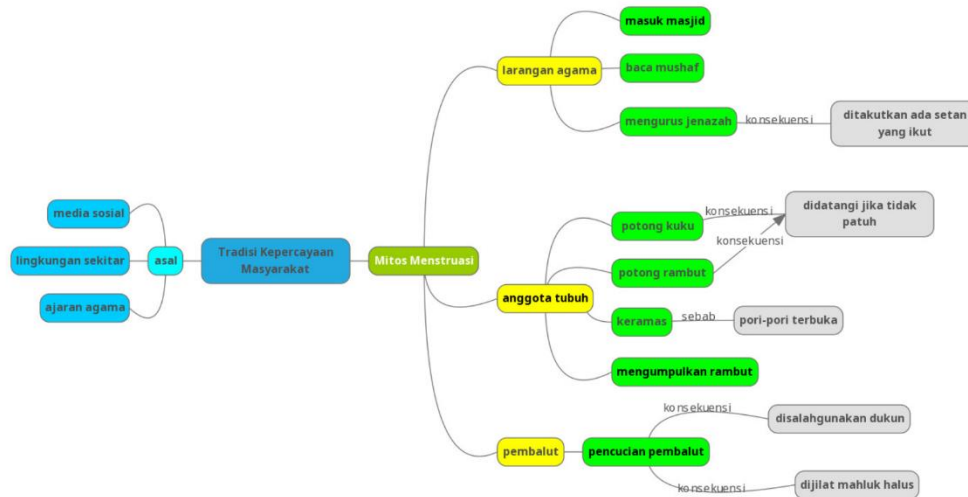 masuk masjid
larangan agama
baca mushaf
mengurus jenazah
konsekuensi
ditakutkan ada setan
yang ikut
media sosial
lingkungan sekitar
asal
ajaran agama
Tradisi Kepercayaan
Masyarakat
Mitos Menstruasi
anggota tubuh
potong kuku
konsekuensi
didatangi jika tidak
patuh
potong rambut
konsekuensi
keramas
sebab
pori-pori terbuka
mengumpulkan rambut
pembalut
pencucian pembalut
konsekuensi
disalahgunakan dukun
konsekuensi
dijilat mahluk halus